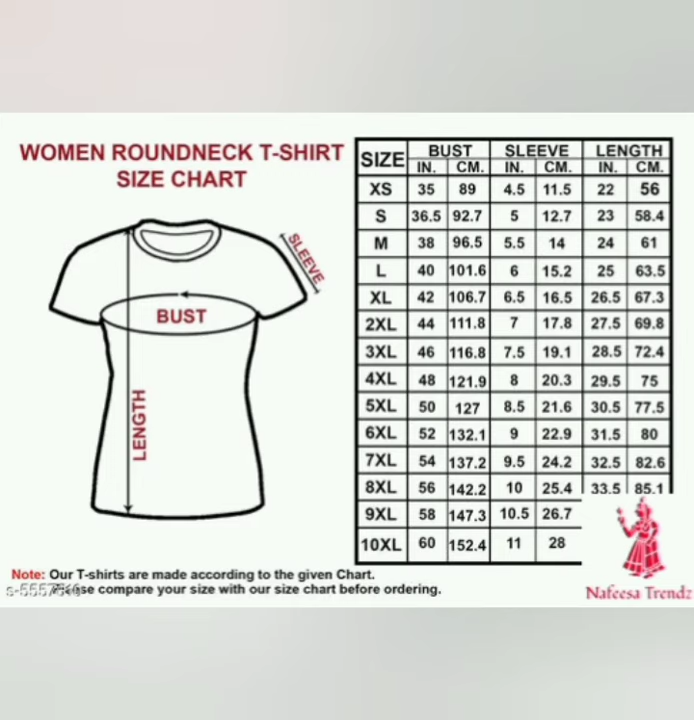 WOMEN ROUNDNECK T-SHIRT
SIZE CHART
SLEEVE
BUST
LENGTH
SIZE BUST SLEEVE LENGTH
IN. CM. IN. CM. IN. CM.
XS 35 89 4.5 11.5 22 56
S 36.5 92.7 5 12.7 23 58.4
M 38 96.5 5.5 14 24 61
L 40 101.6 6 15.2 25 63.5
XL 42 106.7 6.5 16.5 26.5 67.3
2XL 44 111.8 7 17.8 27.5 69.8
3XL 46 116.8 7.5 19.1 28.5 72.4
4XL 48 121.9 8 20.3 29.5 75
5XL 50 127 8.5 21.6 30.5 77.5
6XL 52 132.1 9 22.9 31.5 80
7XL 54 137.2 9.5 24.2 32.5 82.6
8XL 56 142.2 10 25.4 33.5 85.1
9XL 58 147.3 10.5 26.7
10XL 60 152.4 11 28
Note: Our T-shirts are made according to the given Chart.
compare your size with our size chart before ordering.
Nafeesa Trendz